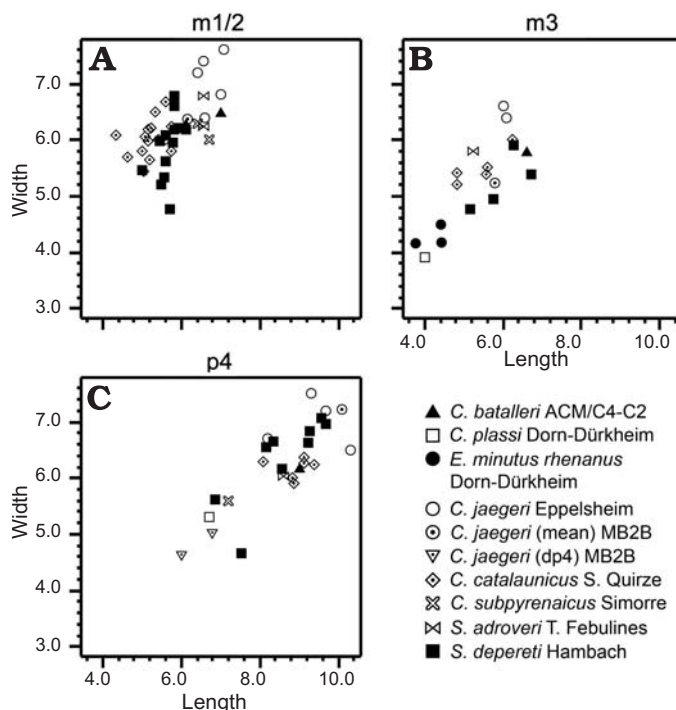 m1/2
m3
A
B
7.0
6.0
5.0
4.0
3.0
Width
Width
4.0 6.0 8.0 10.0
Length
p4
C
7.0
6.0
5.0
4.0
3.0
Width
4.0 6.0 8.0 10.0
Length
C. batalleri ACM/C4-C2
C. plassi Dorn-Dürkheim
E. minutus rhenanus
Dorn-Dürkheim
C. jaegeri Eppelsheim
C. jaegeri (mean) MB2B
C. jaegeri (dp4) MB2B
C. catalaunicus S. Quirze
C. subpyrenaicus Simorre
S. adroveri T. Febulines
S. depereti Hambach